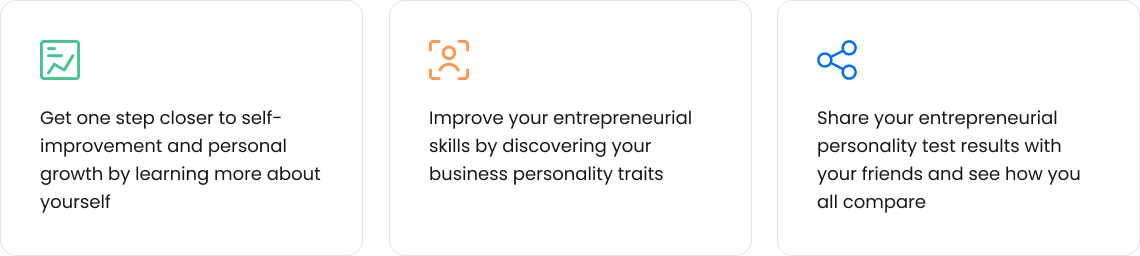 Get one step closer to self-
improvement and personal
growth by learning more about
yourself
Improve your entrepreneurial
skills by discovering your
business personality traits
Share your entrepreneurial
personality test results with
your friends and see how you
all compare